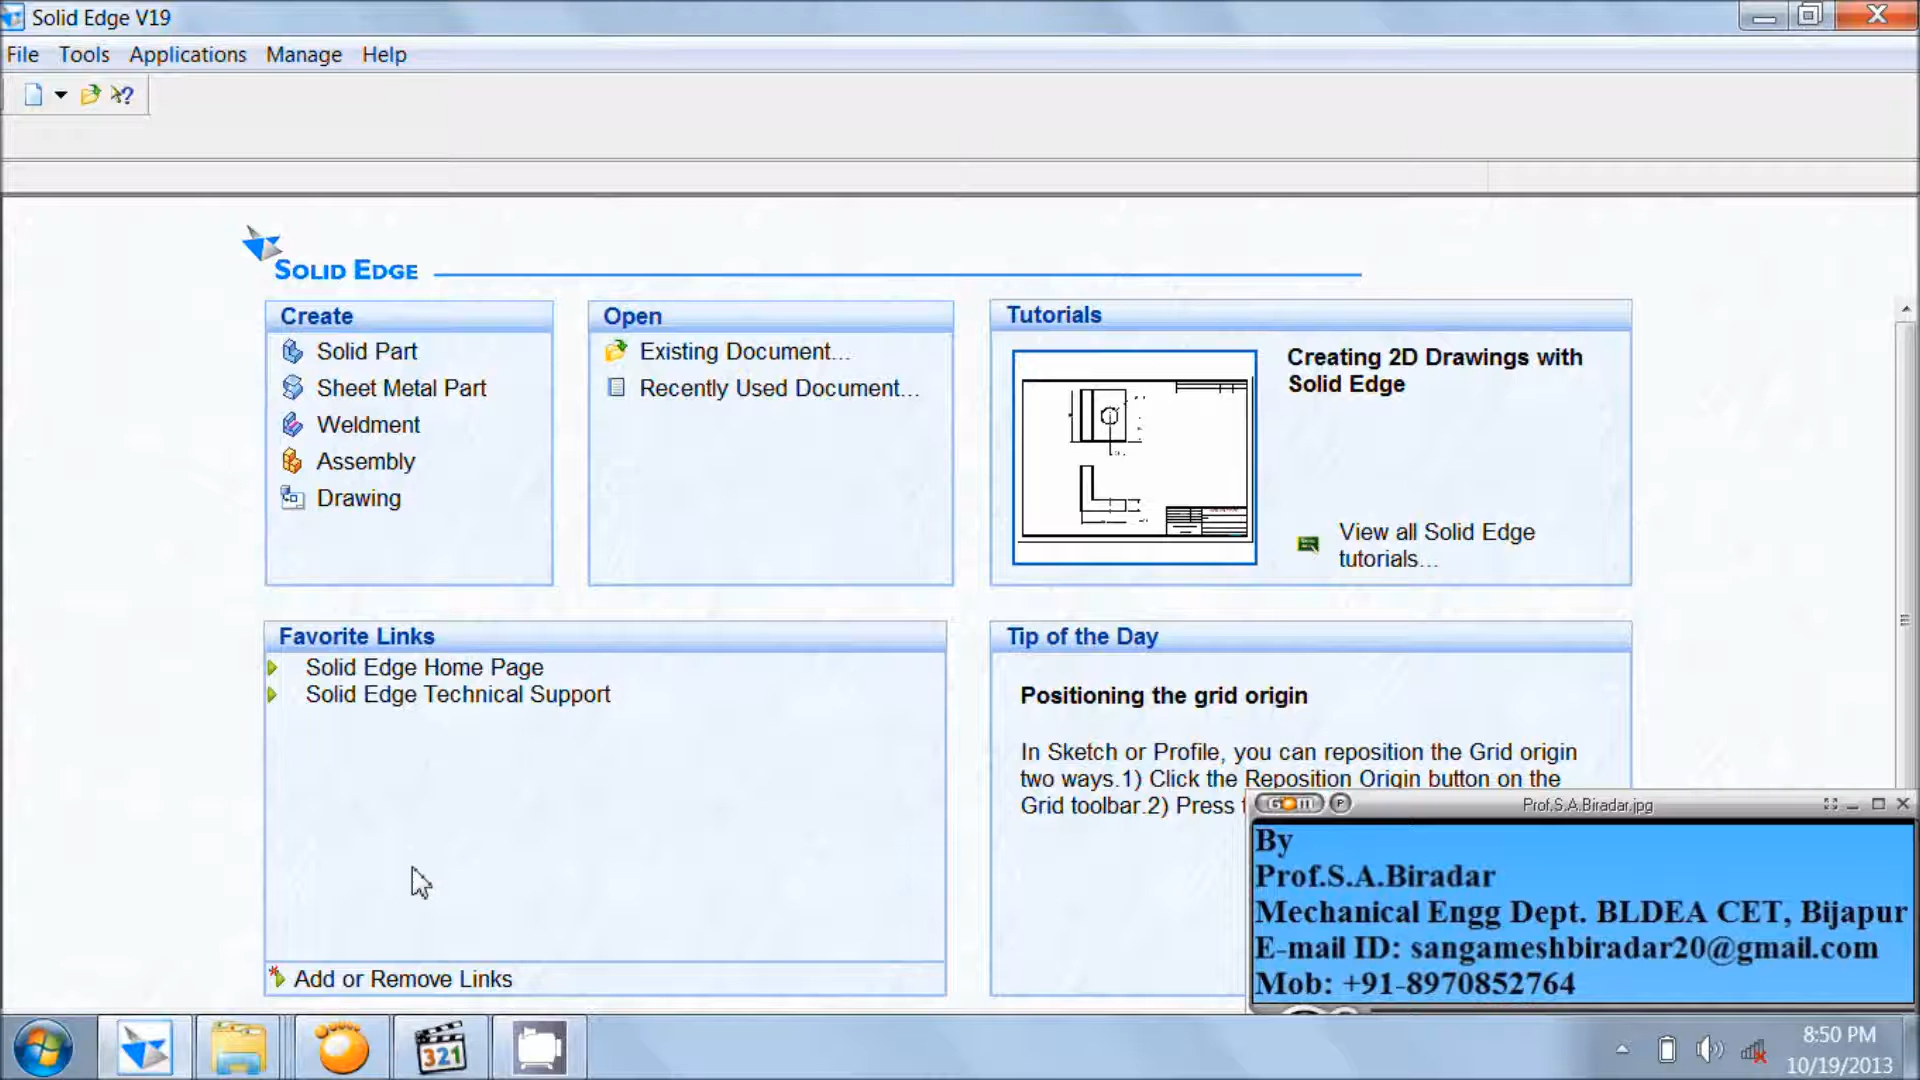 Solid Edge V19
File Tools Applications Manage Help
SOLID EDGE
Create
Solid Part
Sheet Metal Part
Weldment
Assembly
Drawing
Open
Existing Document...
Recently Used Document...
Tutorials
Creating 2D Drawings with
Solid Edge
View all Solid Edge
tutorials...
Favorite Links
Solid Edge Home Page
Solid Edge Technical Support
Add or Remove Links
Tip of the Day
Positioning the grid origin
In Sketch or Profile, you can reposition the Grid origin
two ways.1) Click the Reposition Origin button on the
Grid toolbar.2) Press
Prof.S.A.Biradar.jpg
By
Prof.S.A.Biradar
Mechanical Engg Dept. BLDEA CET, Bijapur
E-mail ID: sangameshbiradar20@gmail.com
Mob: +91-8970852764
321
8:50 PM
10/19/2013